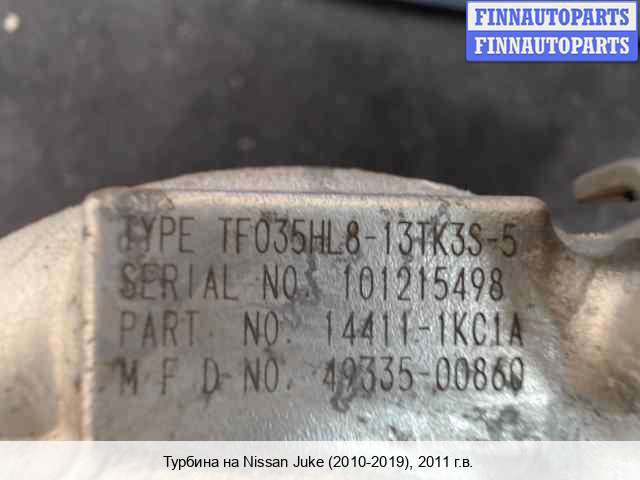 FINNAUTOPARTS
FINNAUTOPARTS
TYPE TF035HL8-13TK3S-5
SERIAL NO. 101215498
PART. NO. 14411-1KC1A
M F D NO. 49335-00860
Турбина на Nissan Juke (2010-2019), 2011 г.в.